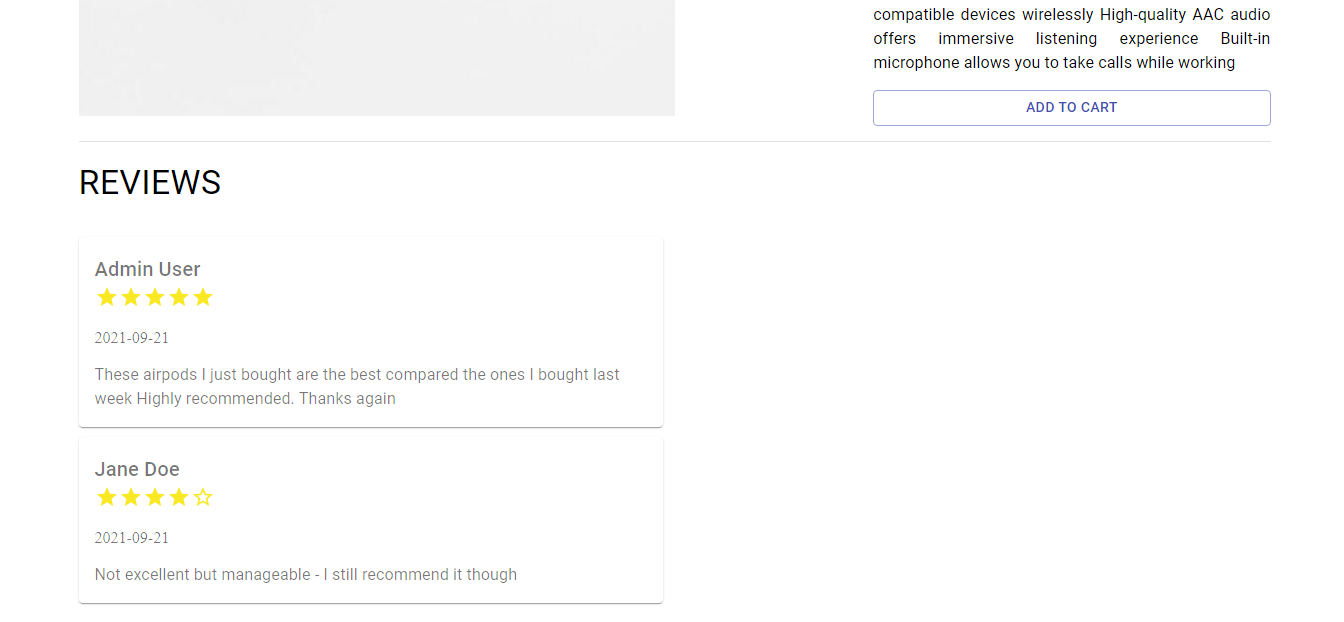 compatible devices wirelessly High-quality AAC audio
offers immersive listening experience Built-in
microphone allows you to take calls while working
ADD TO CART
REVIEWS
Admin User
2021-09-21
These airpods I just bought are the best compared the ones I bought last
week Highly recommended. Thanks again
Jane Doe
2021-09-21
Not excellent but manageable - I still recommend it though